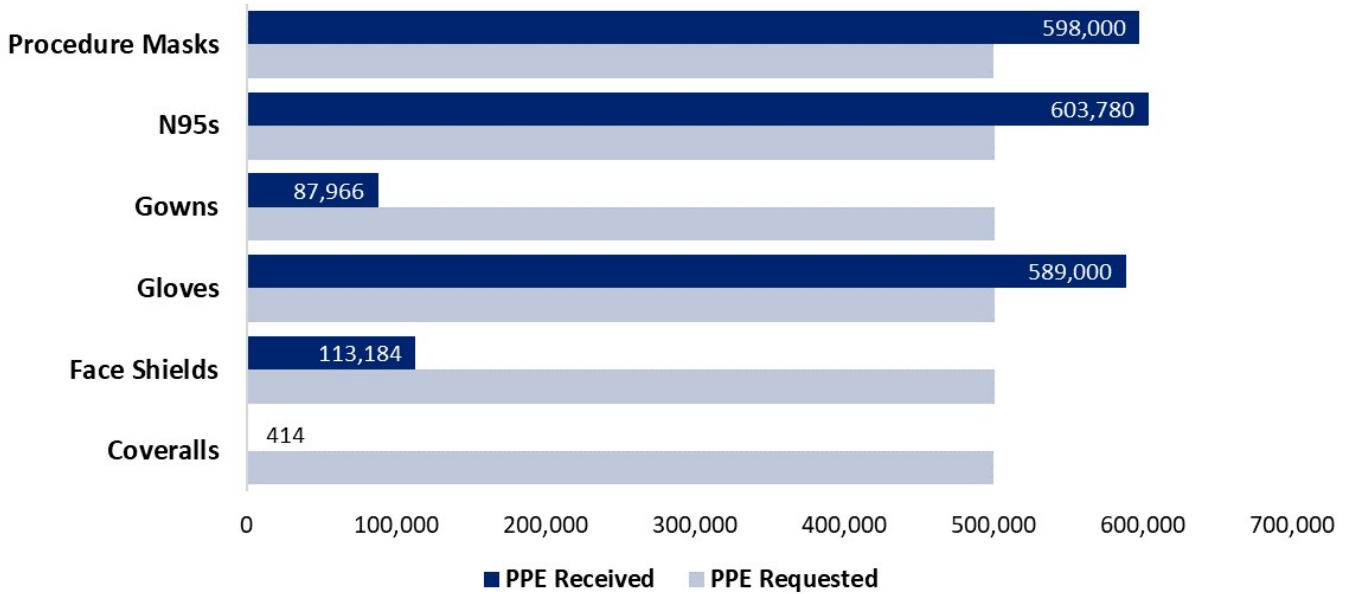 Procedure Masks
598,000
N95s
603,780
Gowns
87,966
Gloves
589,000
Face Shields
113,184
Coveralls
414
0 100,000 200,000 300,000 400,000 500,000 600,000 700,000
PPE Received PPE Requested